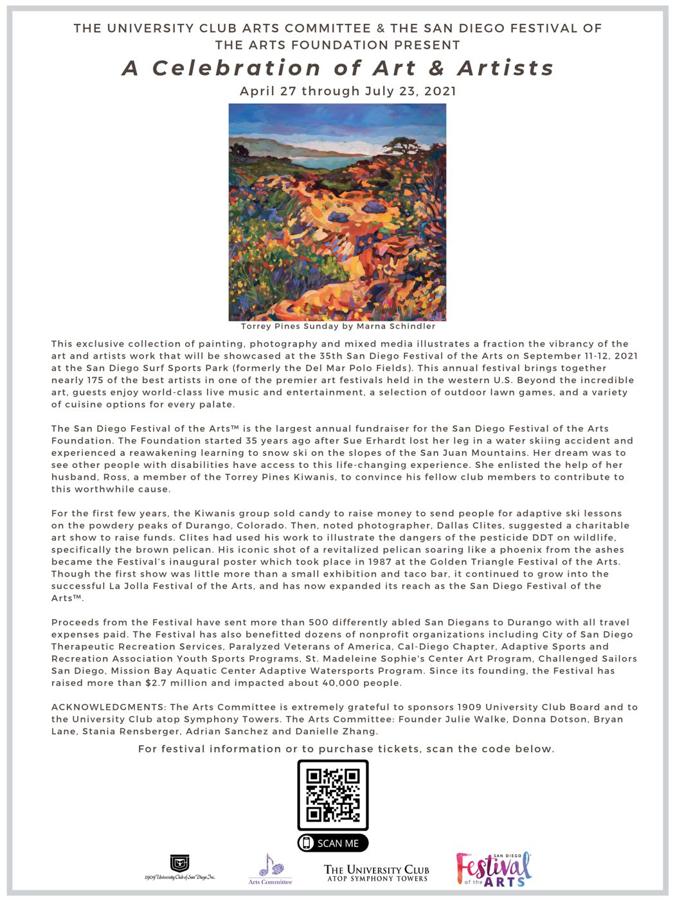 THE UNIVERSITY CLUB ARTS COMMITTEE & THE SAN DIEGO FESTIVAL OF
THE ARTS FOUNDATION PRESENT
A Celebration of Art & Artists
April 27 through July 23, 2021
Torrey Pines Sunday by Marna Schindler
This exclusive collection of painting, photography and mixed media illustrates a fraction the vibrancy of the
art and artists work that will be showcased at the 35th San Diego Festival of the Arts on September 11-12, 2021
at the San Diego Surf Sports Park (formerly the Del Mar Polo Fields). This annual festival brings together
nearly 175 of the best artists in one of the premier art festivals held in the western U.S. Beyond the incredible
art, guests enjoy world-class live music and entertainment, a selection of outdoor lawn games, and a variety
of cuisine options for every palate.
The San Diego Festival of the Arts™ is the largest annual fundraiser for the San Diego Festival of the Arts
Foundation. The Foundation started 35 years ago after Sue Erhardt lost her leg in a water skiing accident and
experienced a reawakening learning to snow ski on the slopes of the San Juan Mountains. Her dream was to
see other people with disabilities have access to this life-changing experience. She enlisted the help of her
husband, Ross, a member of the Torrey Pines Kiwanis, to convince his fellow club members to contribute to
this worthwhile cause.
For the first few years, the Kiwanis group sold candy to raise money to send people for adaptive ski lessons
on the powdery peaks of Durango, Colorado. Then, noted photographer, Dallas Clites, suggested a charitable
art show to raise funds. Clites had used his work to illustrate the dangers of the pesticide DDT on wildlife,
specifically the brown pelican. His iconic shot of a revitalized pelican soaring like a phoenix from the ashes
became the Festival's inaugural poster which took place in 1987 at the Golden Triangle Festival of the Arts.
Though the first show was little more than a small exhibition and taco bar, it continued to grow into the
successful La Jolla Festival of the Arts, and has now expanded its reach as the San Diego Festival of the
Arts™.
Proceeds from the Festival have sent more than 500 differently abled San Diegans to Durango with all travel
expenses paid. The Festival has also benefitted dozens of nonprofit organizations including City of San Diego
Therapeutic Recreation Services, Paralyzed Veterans of America, Cal-Diego Chapter, Adaptive Sports and
Recreation Association Youth Sports Programs, St. Madeleine Sophie's Center Art Program, Challenged Sailors
San Diego, Mission Bay Aquatic Center Adaptive Watersports Program. Since its founding, the Festival has
raised more than $2.7 million and impacted about 40,000 people.
ACKNOWLEDGMENTS: The Arts Committee is extremely grateful to sponsors 1909 University Club Board and to
the University Club atop Symphony Towers. The Arts Committee: Founder Julie Walke, Donna Dotson, Bryan
Lane, Stania Rensberger, Adrian Sanchez and Danielle Zhang.
For festival information or to purchase tickets, scan the code below.
SCAN ME
1909 University Club of San Diego, Inc.
Arts Committee
THE UNIVERSITY CLUB
ATOP SYMPHONY TOWERS
SAN DIEGO
Festival
of the ARTS